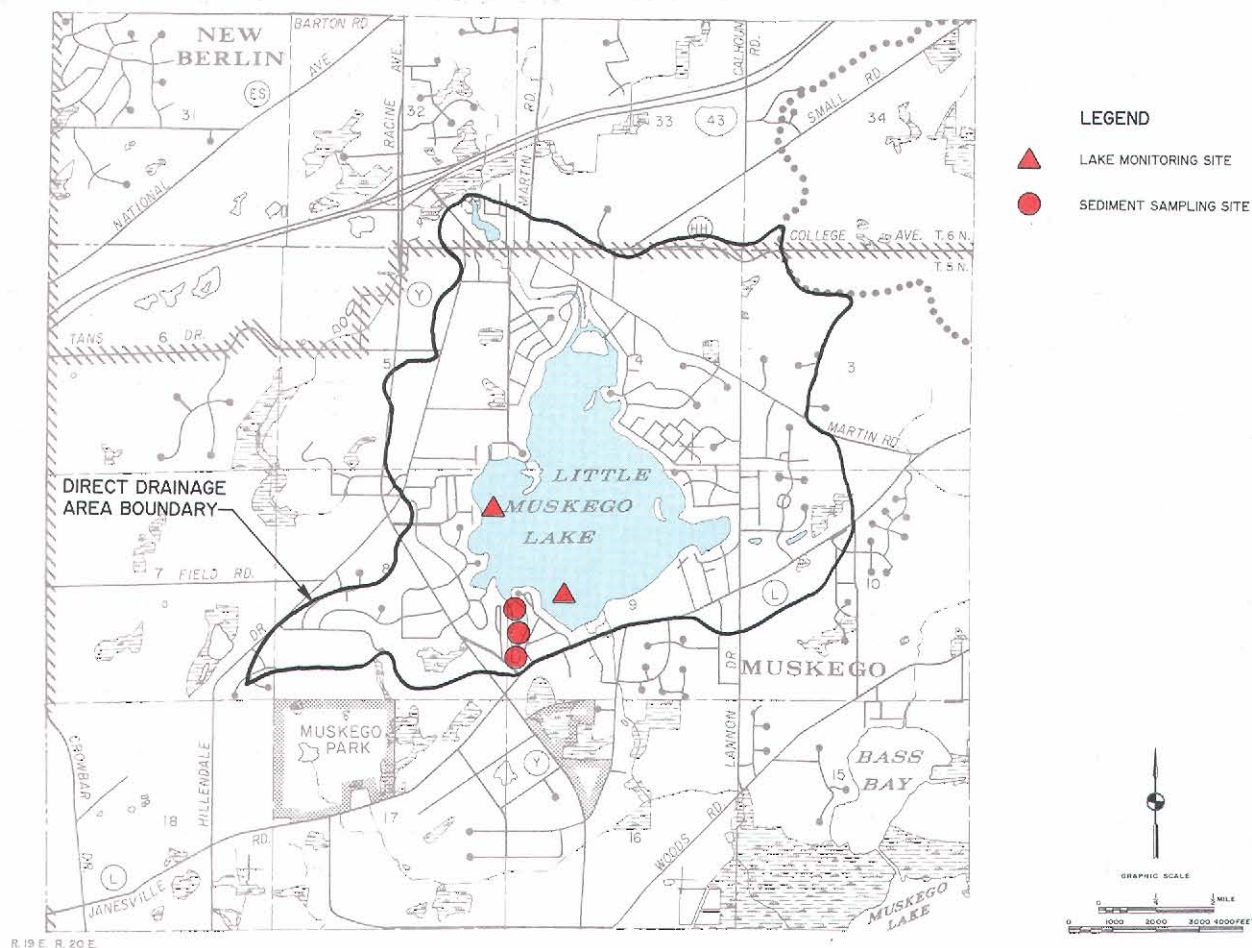 NEW
BERLIN
BARTON RD
AVE
NATIONAL
ES
RACINE
AVE.
MARTIN
RD.
CALHOUN
RD.
SMALL RD
31
32
33
43
34
HH
COLLEGE AVE. T. 6 N.
T. 5 N.
Y
TANS 6 DR.
5
4
3
MARTIN RD.
LITTLE
MUSKEGO
LAKE
DIRECT DRAINAGE
AREA BOUNDARY
7 FIELD RD.
8
9
10
L
DR.
DR
MUSKEGO
MUSKEGO
PARK
HILLENDALE
CRONBAR
DR
LANNON
BASS
BAY
15
Y
18
17
16
RD.
WOODS RD
L
JANESVILLE
MUSKEGO
LAKE
R. 19 E. R. 20 E.
LEGEND
LAKE MONITORING SITE
SEDIMENT SAMPLING SITE
GRAPHIC SCALE
0
MILE
0 1000 2000 3000 4000 FEET